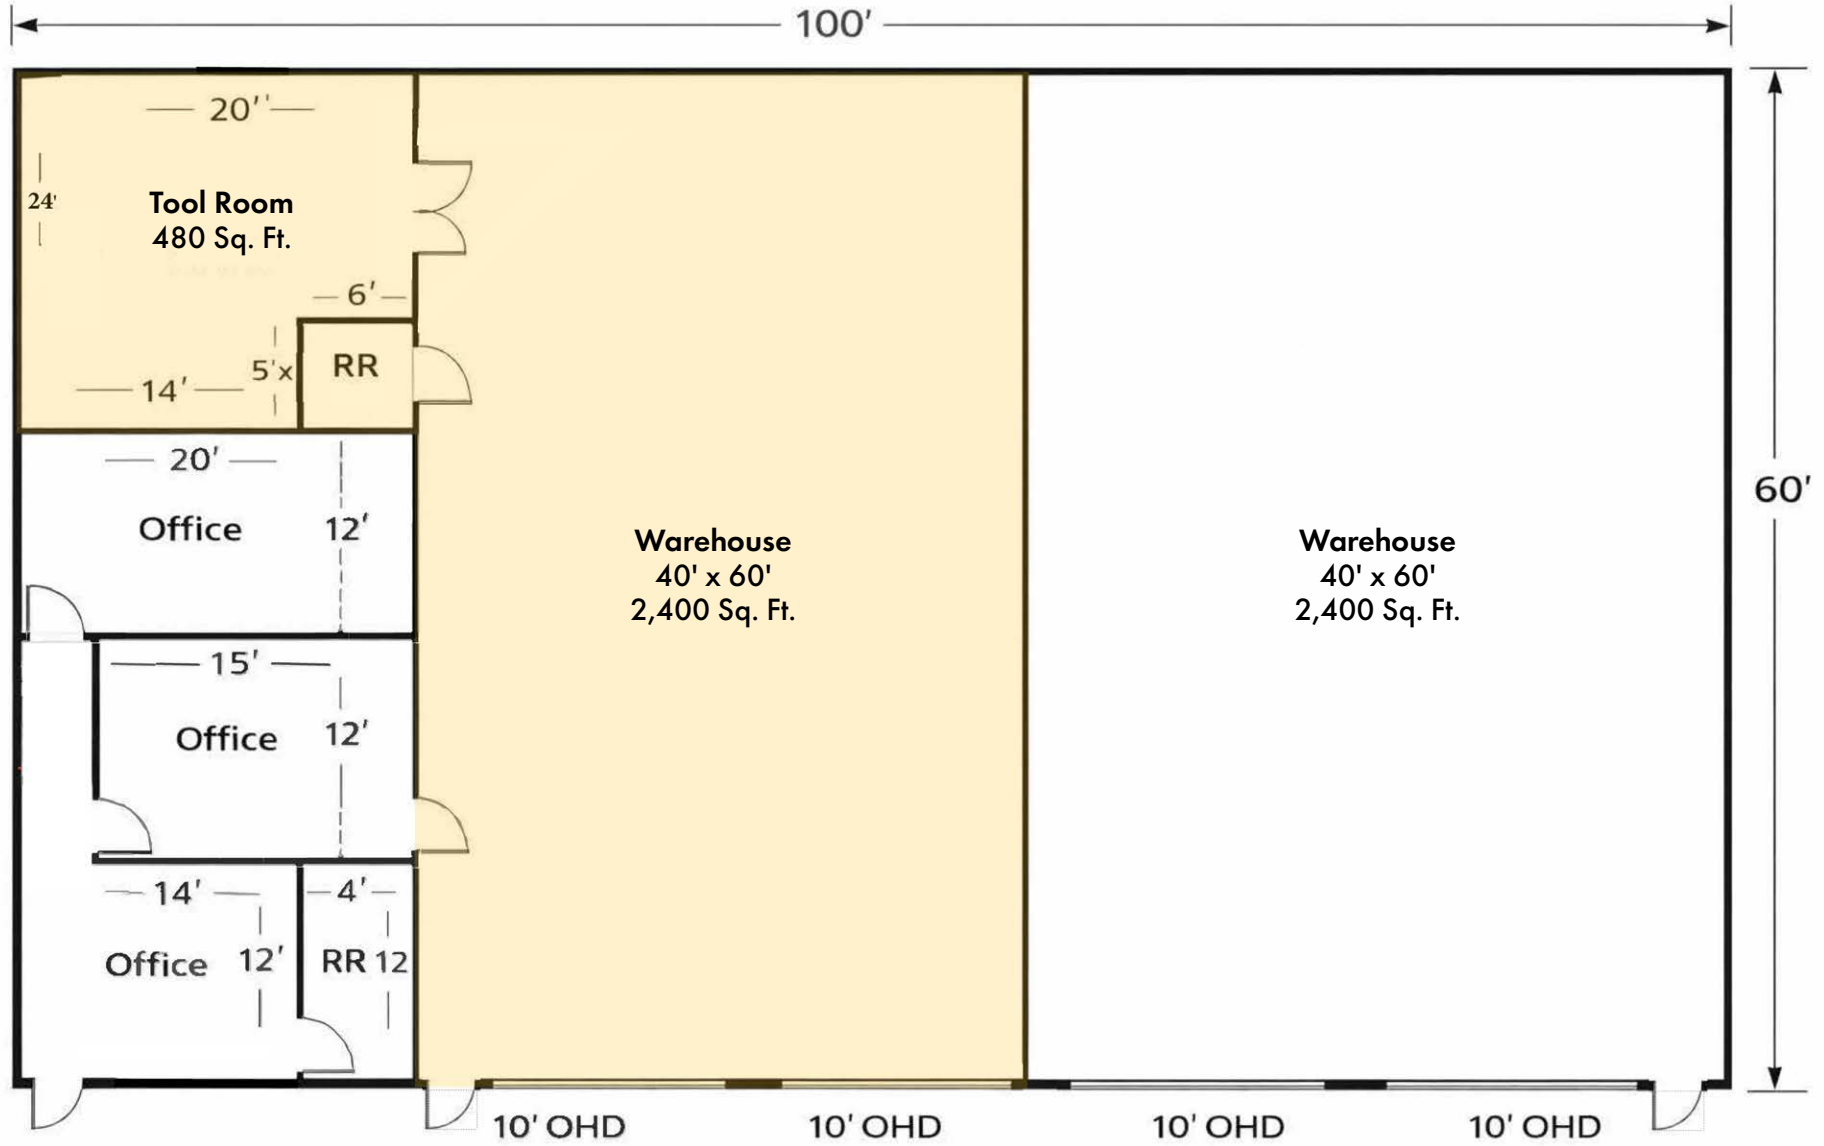 100'
20''
24'
Tool Room
480 Sq. Ft.
6'
5'x
RR
14'
20'
Office
12'
60'
Warehouse
40' x 60'
2,400 Sq. Ft.
Warehouse
40' x 60'
2,400 Sq. Ft.
15'
Office
12'
14'
4'
Office
12'
RR
12
10' OHD
10' OHD
10' OHD
10' OHD